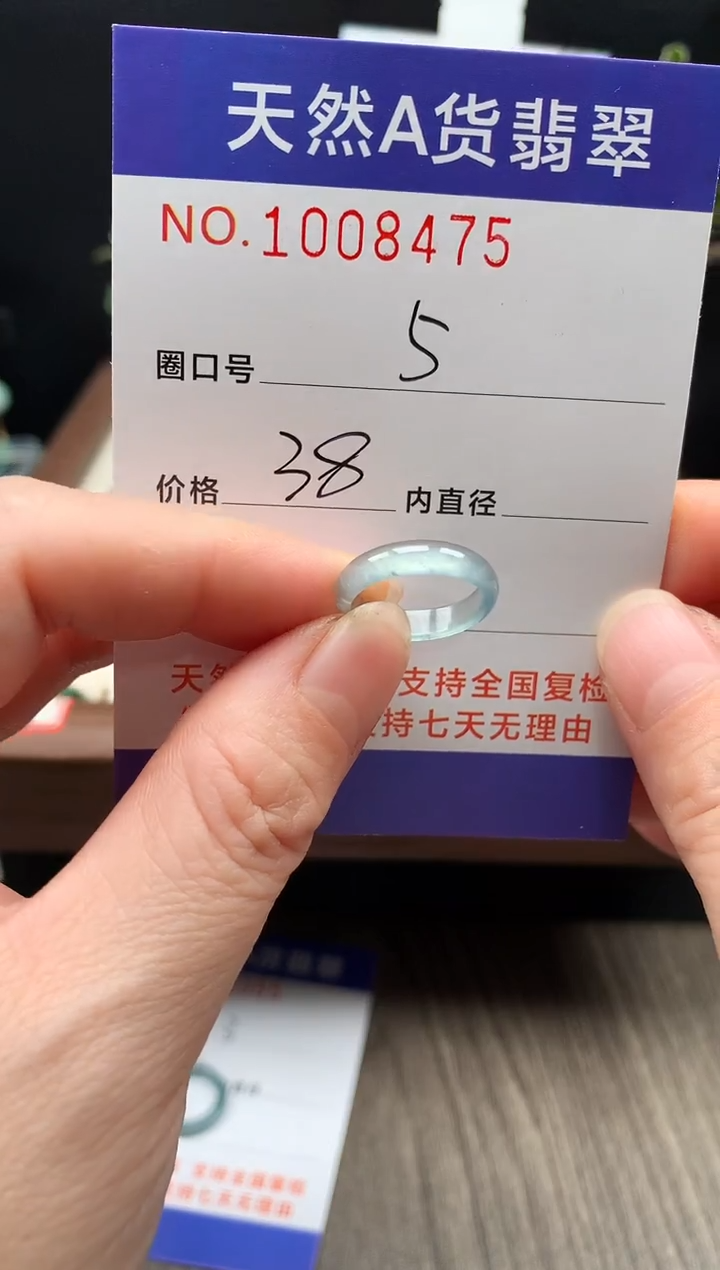 天然A货翡翠
NO.1008475
圈口号 5
价格 38 内直径
天 支持全国复检
持七天无理由